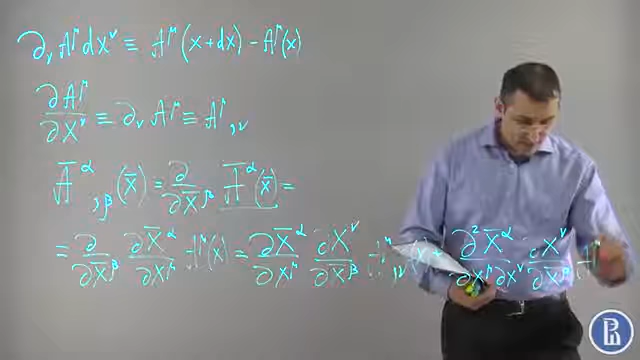 ∂_ν A^μ dx^ν ≡ A^μ(x+dx) - A^μ(x)
∂A^μ/∂x^ν ≡ ∂_ν A^μ ≡ A^μ_{,ν}
Ā^α_{,β}(x̄) = ∂/∂x̄^β Ā^α(x̄) =
= ∂/∂x̄^β ∂x̄^α/∂x^μ A^μ(x) = ∂x̄^α/∂x^μ ∂x^ν/∂x̄^β A^μ_{,ν}(x) + ∂²x̄^α/∂x^μ∂x^ν ∂x^ν/∂x̄^β A^μ